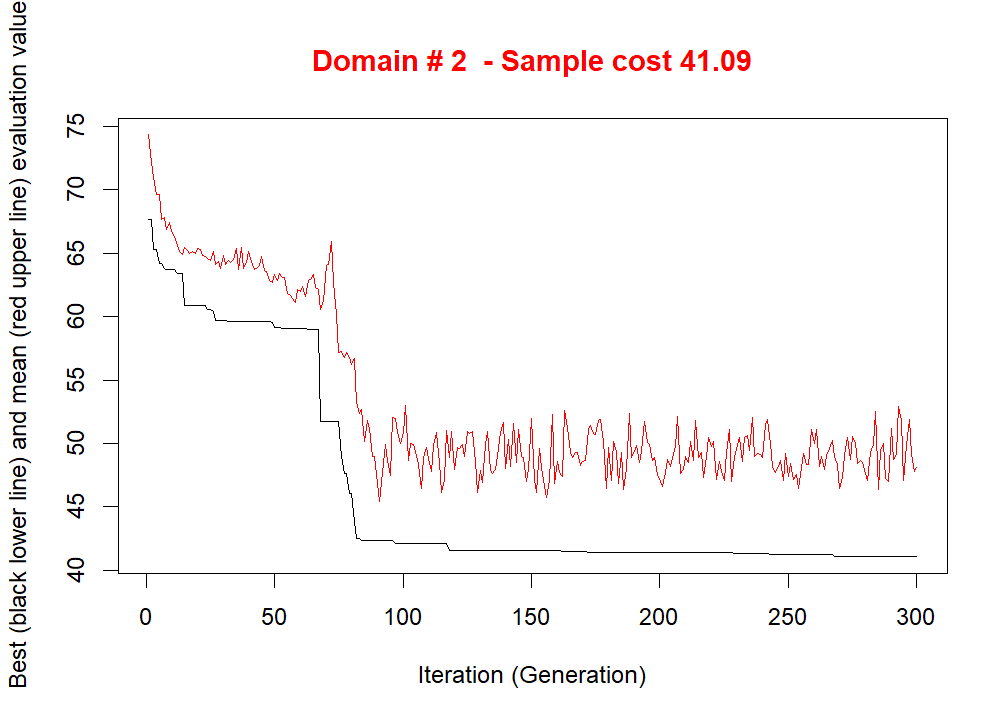 Domain # 2  - Sample cost 41.09
Best (black lower line) and mean (red upper line) evaluation value
75
70
65
60
55
50
45
40
0 50 100 150 200 250 300
Iteration (Generation)